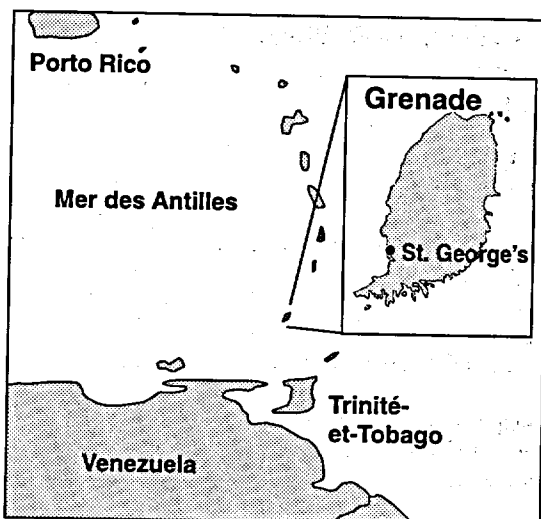 Porto Rico
Grenade
Mer des Antilles
St. George's
Trinité-
et-Tobago
Venezuela